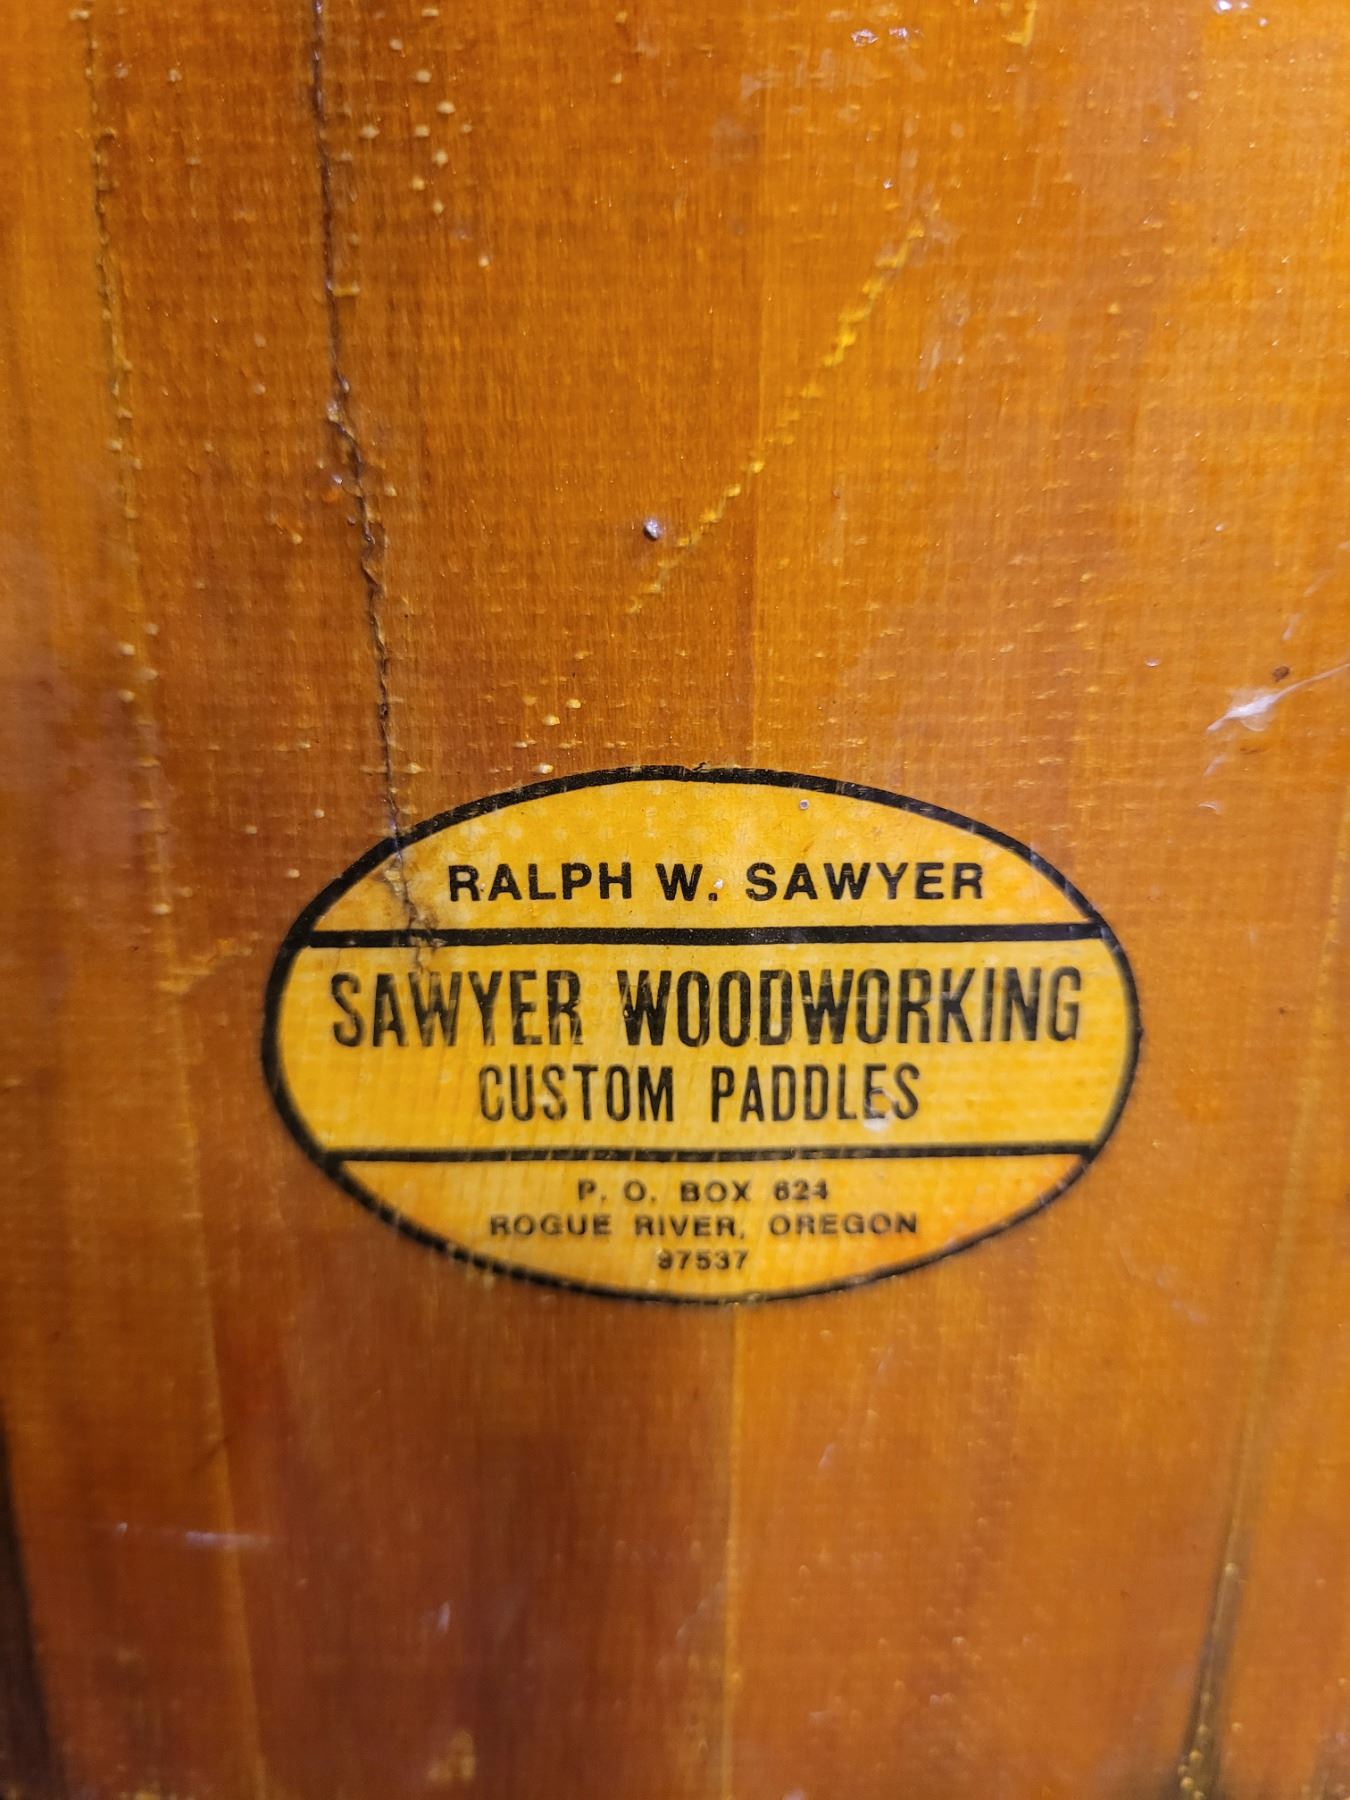 RALPH W. SAWYER
SAWYER WOODWORKING
CUSTOM PADDLES
P. O. BOX 624
ROGUE RIVER, OREGON
97537